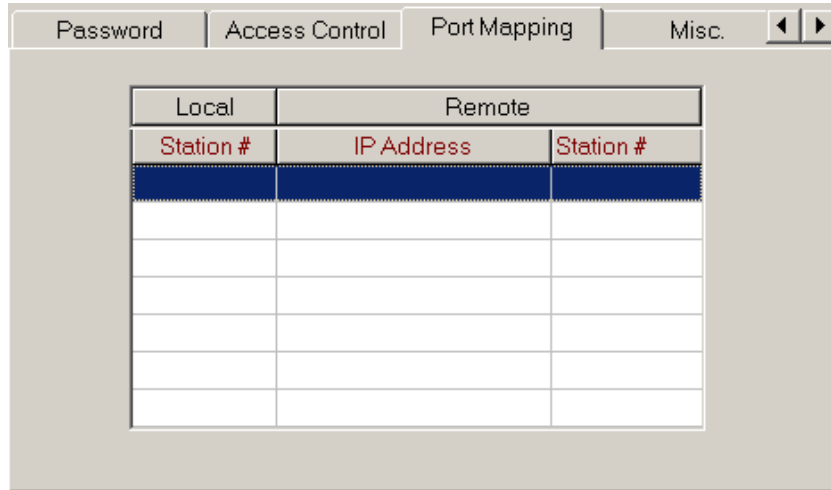 Password Access Control Port Mapping Misc.
Local Remote
Station # IP Address Station #